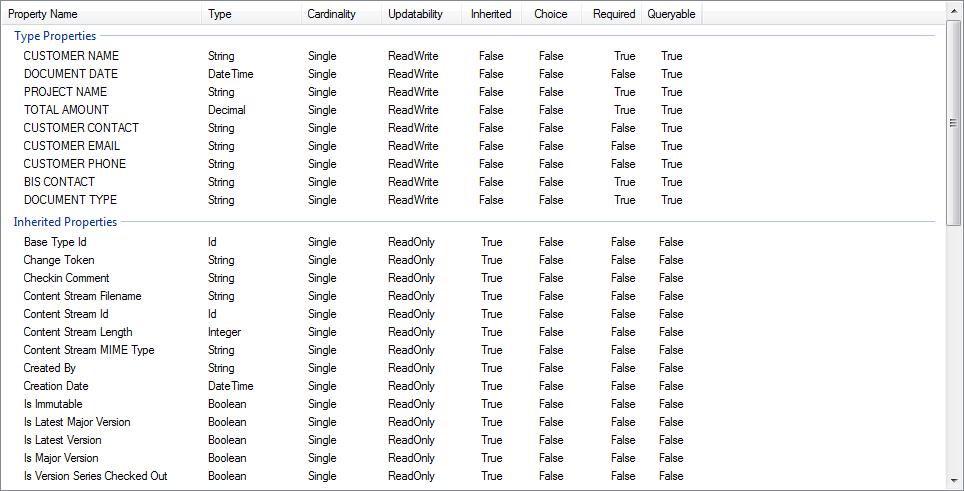 Property Name Type Cardinality Updatability Inherited Choice Required Queryable
Type Properties
CUSTOMER NAME String Single ReadWrite False False True True
DOCUMENT DATE DateTime Single ReadWrite False False False True
PROJECT NAME String Single ReadWrite False False True True
TOTAL AMOUNT Decimal Single ReadWrite False False True True
CUSTOMER CONTACT String Single ReadWrite False False False True
CUSTOMER EMAIL String Single ReadWrite False False False True
CUSTOMER PHONE String Single ReadWrite False False False True
BIS CONTACT String Single ReadWrite False False True True
DOCUMENT TYPE String Single ReadWrite False False True True
Inherited Properties
Base Type Id Id Single ReadOnly True False False False
Change Token String Single ReadOnly True False False False
Checkin Comment String Single ReadOnly True False False False
Content Stream Filename String Single ReadOnly True False False False
Content Stream Id Id Single ReadOnly True False False False
Content Stream Length Integer Single ReadOnly True False False False
Content Stream MIME Type String Single ReadOnly True False False False
Created By String Single ReadOnly True False False False
Creation Date DateTime Single ReadOnly True False False False
Is Immutable Boolean Single ReadOnly True False False False
Is Latest Major Version Boolean Single ReadOnly True False False False
Is Latest Version Boolean Single ReadOnly True False False False
Is Major Version Boolean Single ReadOnly True False False False
Is Version Series Checked Out Boolean Single ReadOnly True False False False